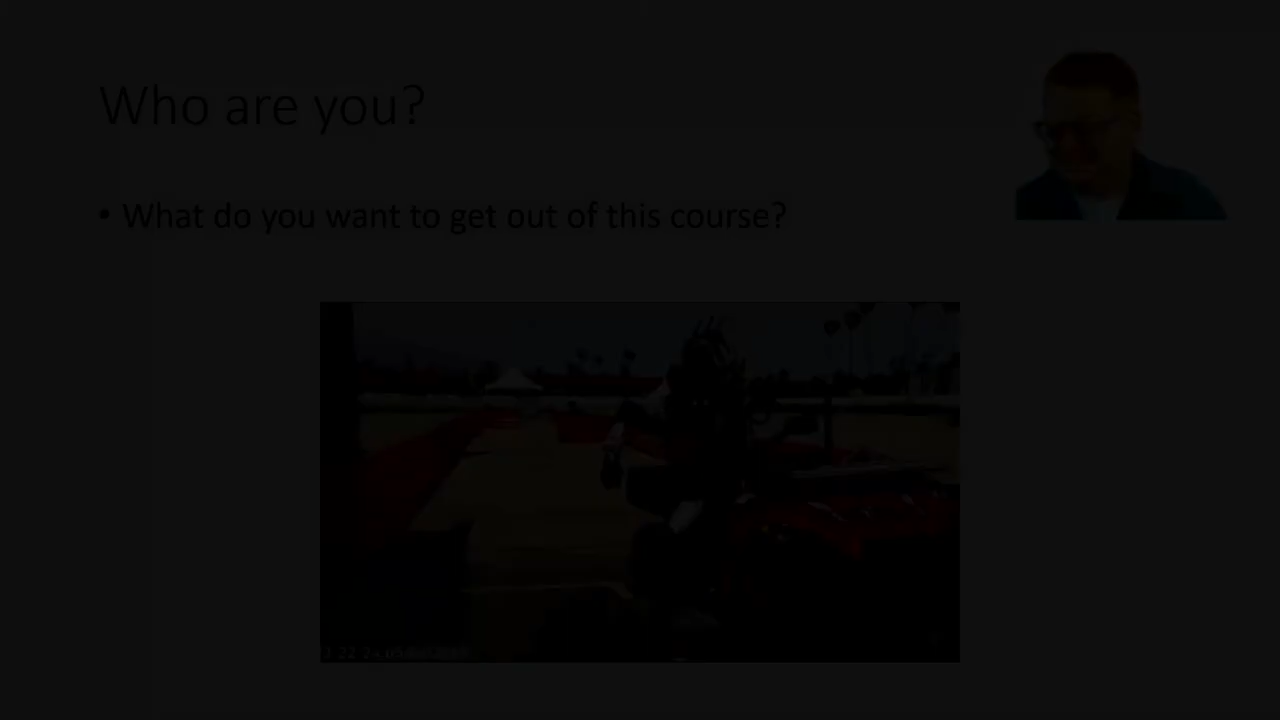 Who are you?
• What do you want to get out of this course?